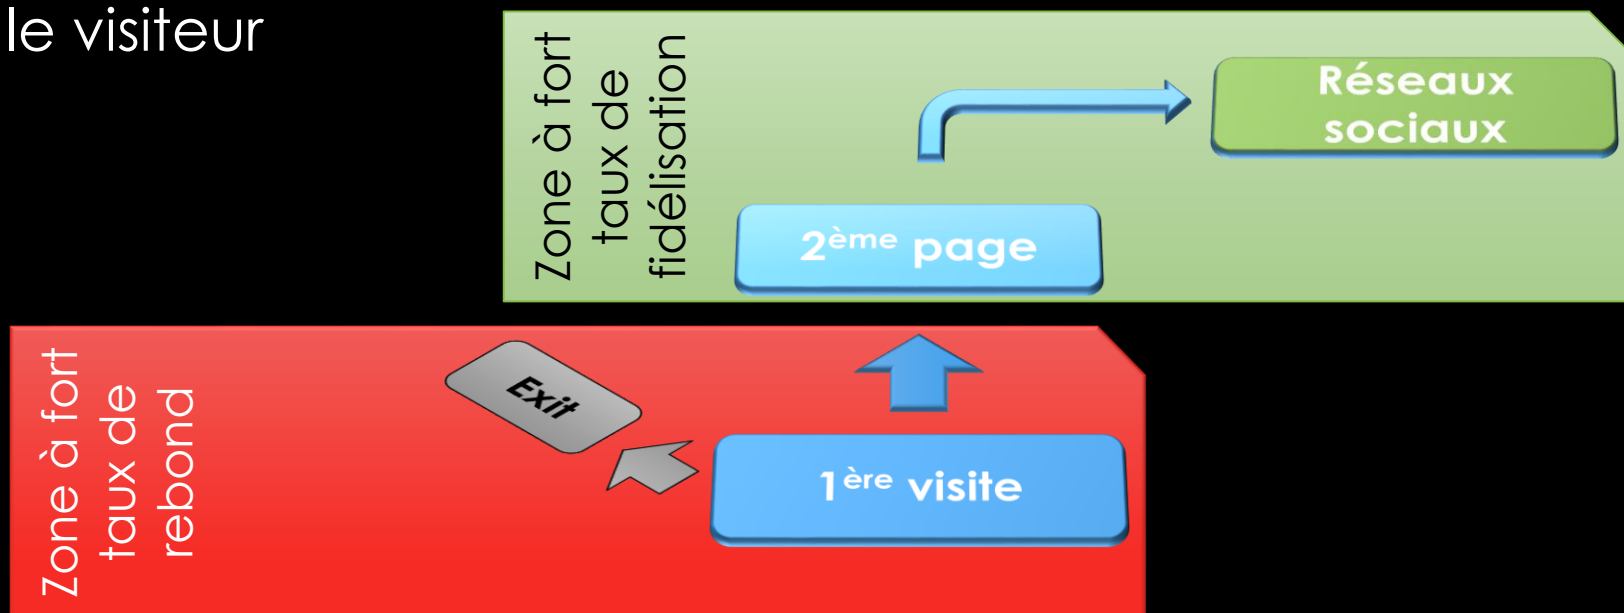 le visiteur
Zone à fort
taux de
fidélisation
Réseaux
sociaux
2ème page
Zone à fort
taux de
rebond
Exit
1ère visite